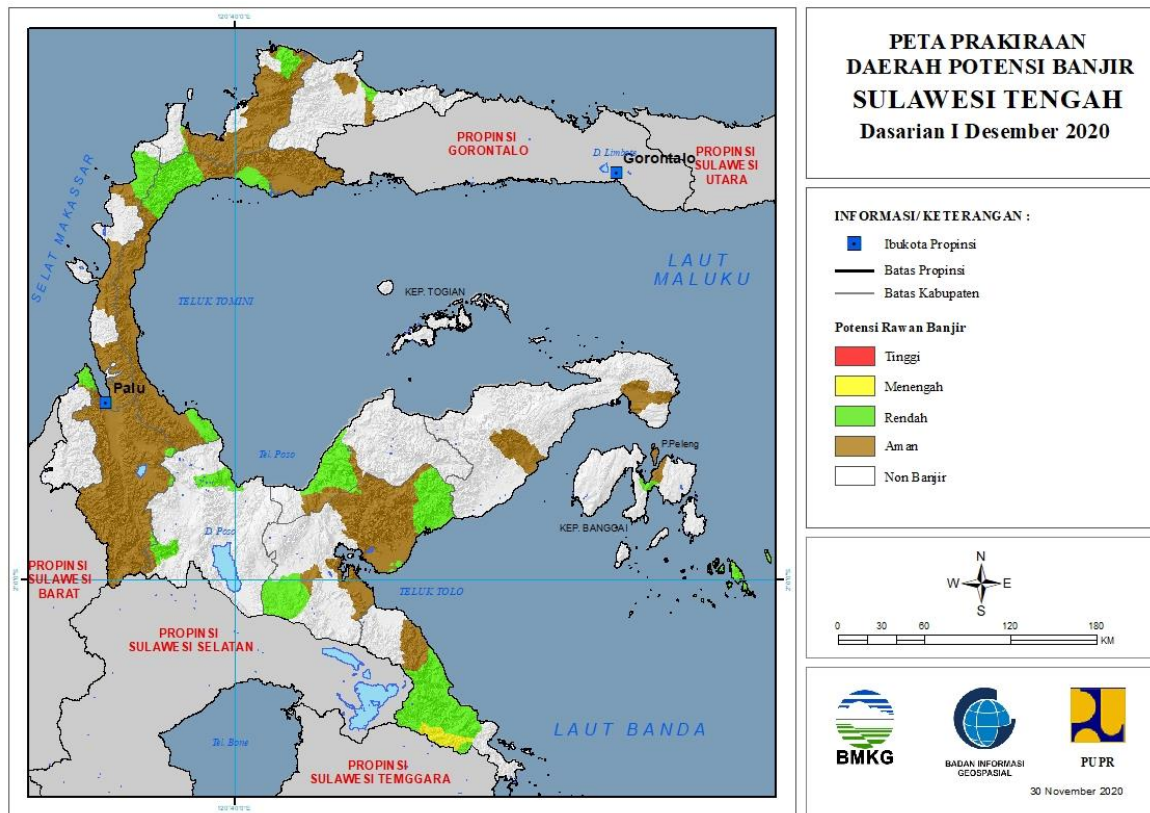 PETA PRAKIRAAN
DAERAH POTENSI BANJIR
SULAWESI TENGAH
Dasarian I Desember 2020
INFORMASI/ KETERANGAN :
Ibukota Propinsi
Batas Propinsi
Batas Kabupaten
Potensi Rawan Banjir
Tinggi
Menengah
Rendah
Aman
Non Banjir
N
W E
S
0 30 60 120 180
KM
BMKG
BADAN INFORMASI
GEOSPASIAL
PUPR
30 November 2020
120°40'0"E
PROPINSI
GORONTALO
D. Limboto
Gorontalo
PROPINSI
SULAWESI
UTARA
SELAT MAKASSAR
LAUT
MALUKU
TELUK TOMINI
KEP. TOGIAN
Palu
Tel. Poso
P.Peleng
KEP. BANGGAI
D. Poso
PROPINSI
SULAWESI
BARAT
TELUK TOLO
PROPINSI
SULAWESI SELATAN
LAUT BANDA
Tel. Bone
PROPINSI
SULAWESI TEMGGARA